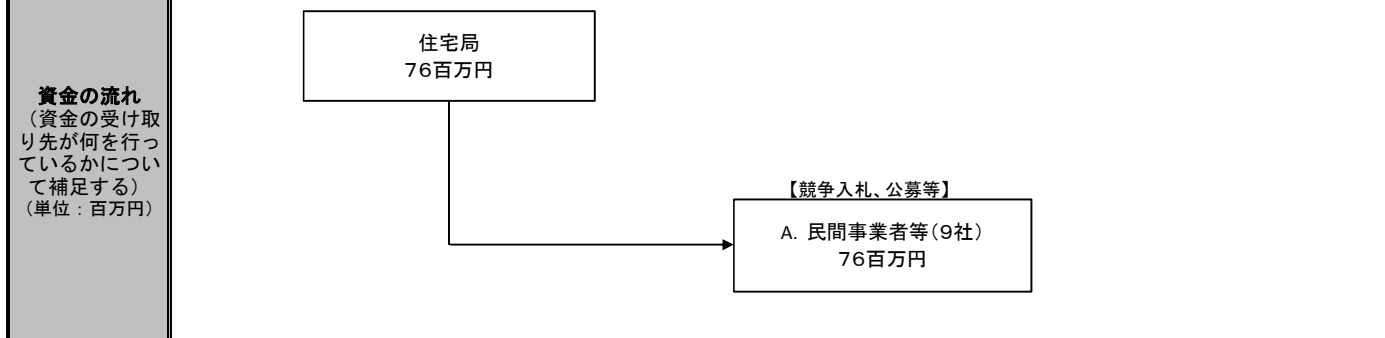 資金の流れ
（資金の受け取
り先が何を行っ
ているかについ
て補足する）
（単位：百万円）
住宅局
76百万円
【競争入札、公募等】
A. 民間事業者等（9社）
76百万円